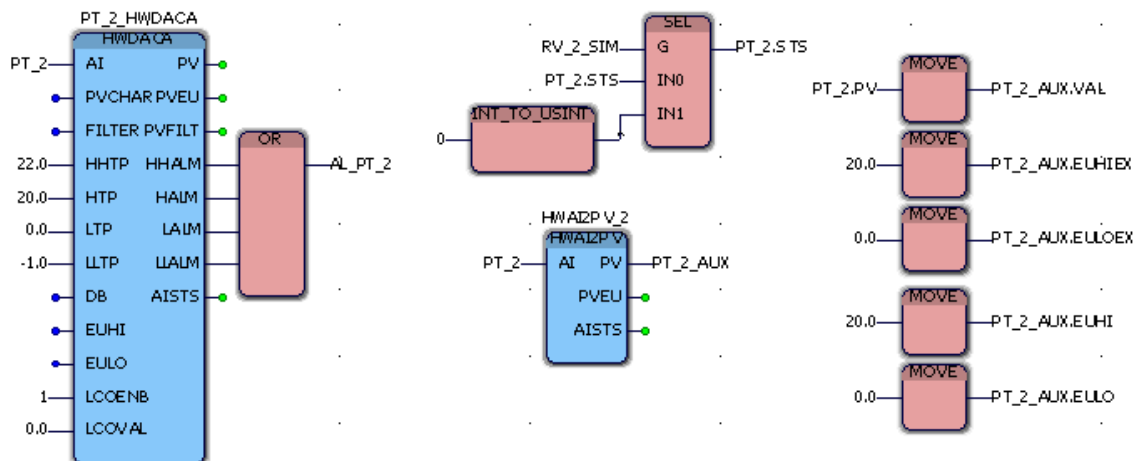 PT_2_HWDACA
HWDACA
PT_2 AI PV
PVCHAR PVEU
FILTER PVFILT
22.0 HHTP HHALM
20.0 HTP HALM
0.0 LTP LALM
-1.0 LLTP LLALM
DB AISTS
EUHI
EULO
1 LCOENB
0.0 LCOVAL
OR
AL_PT_2
SEL
RV_2_SIM G PT_2.STS
PT_2.STS IN0
IN1
INT_TO_USINT
0
HWAI2PV_2
HWAI2PV
PT_2 AI PV PT_2_AUX
PVEU
AISTS
MOVE
PT_2.PV PT_2_AUX.VAL
MOVE
20.0 PT_2_AUX.EUHIEX
MOVE
0.0 PT_2_AUX.EULOEX
MOVE
20.0 PT_2_AUX.EUHI
MOVE
0.0 PT_2_AUX.EULO